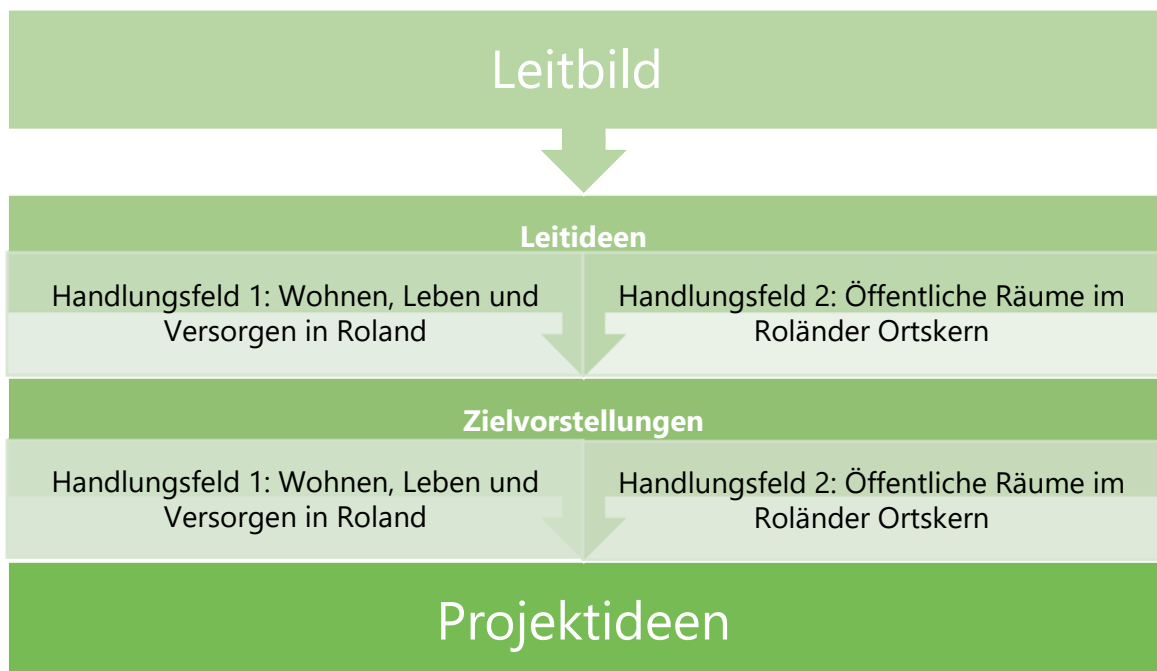 Leitbild
Leitideen
Handlungsfeld 1: Wohnen, Leben und
Versorgen in Roland
Handlungsfeld 2: Öffentliche Räume im
Roländer Ortskern
Zielvorstellungen
Handlungsfeld 1: Wohnen, Leben und
Versorgen in Roland
Handlungsfeld 2: Öffentliche Räume im
Roländer Ortskern
Projektideen